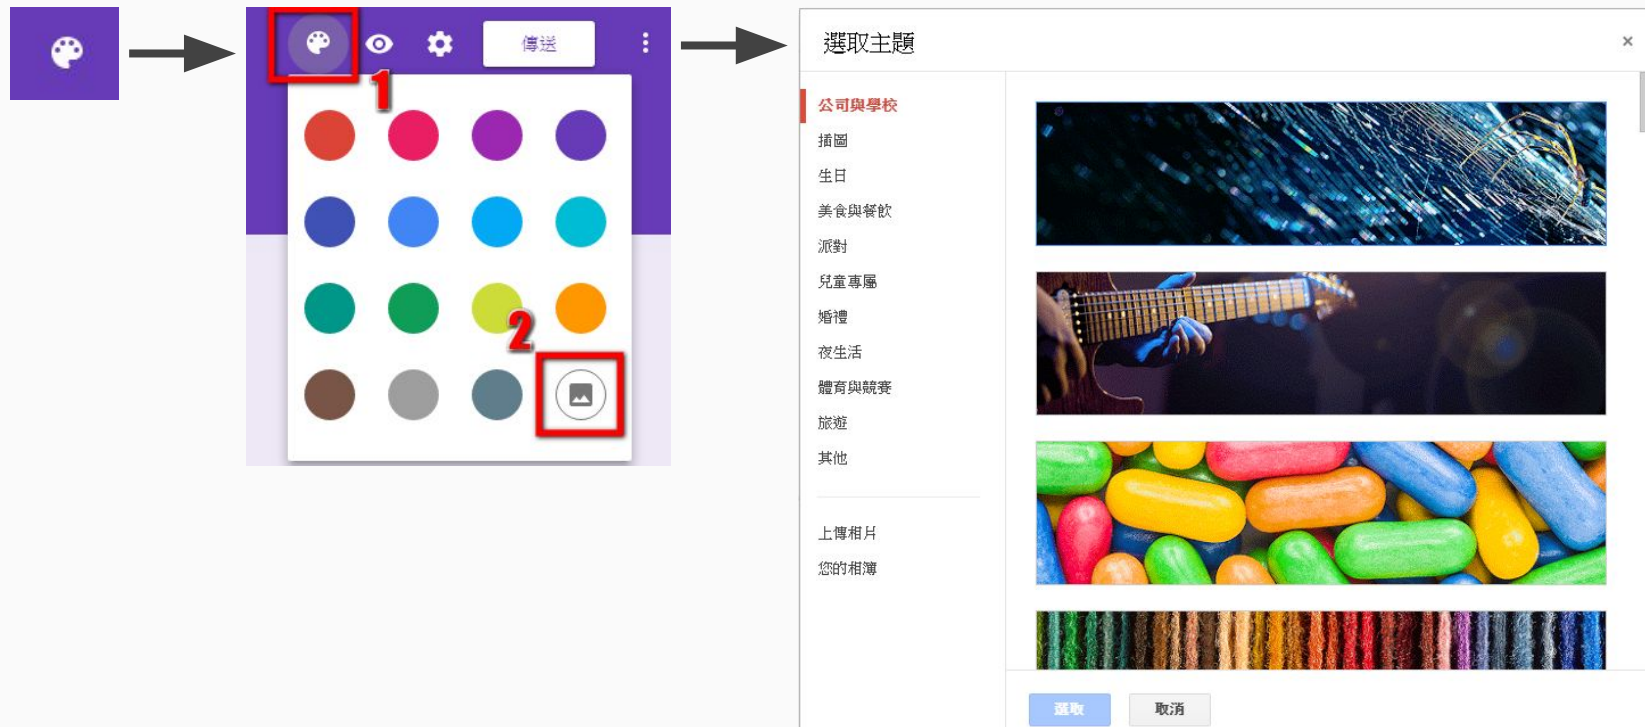 1
傳送
2
選取主題
×
公司與學校
插圖
生日
美食與餐飲
派對
兒童專屬
婚禮
夜生活
體育與競賽
旅遊
其他
上傳相片
您的相簿
選取
取消